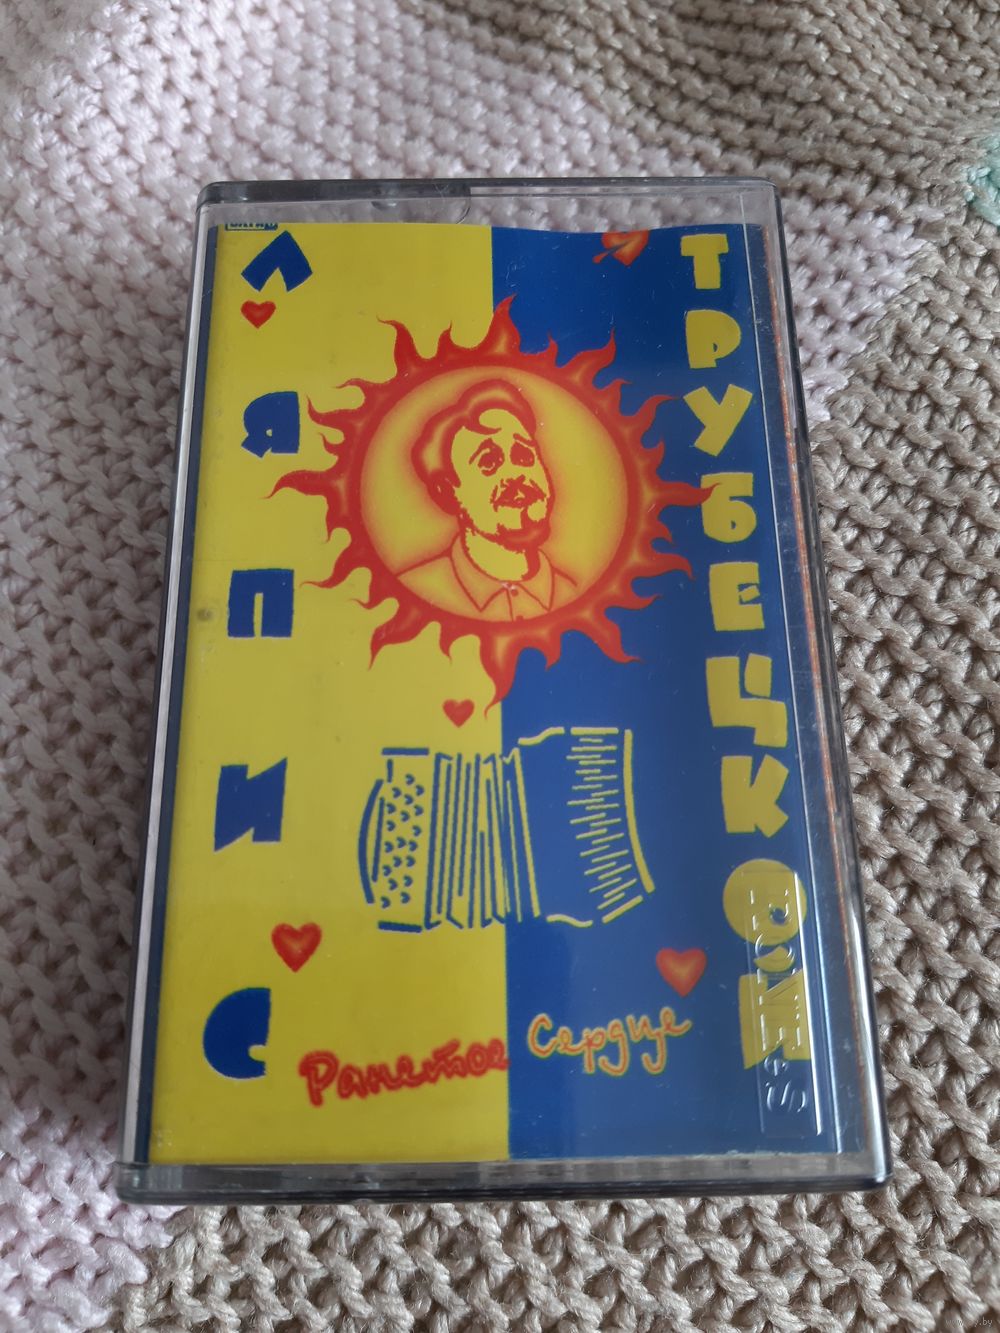 ЛЯПИС
ТРУБЕЦКОЙ
Ранетое Сердце